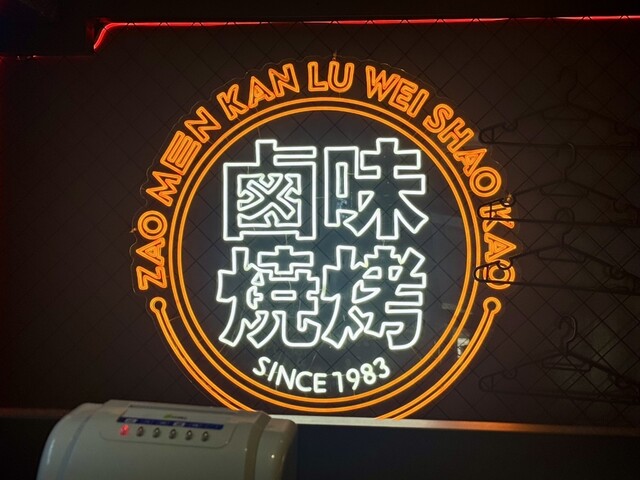 ZAO MEN KAN LU WEI SHAO KAO
鹵味
燒烤
SINCE 1983